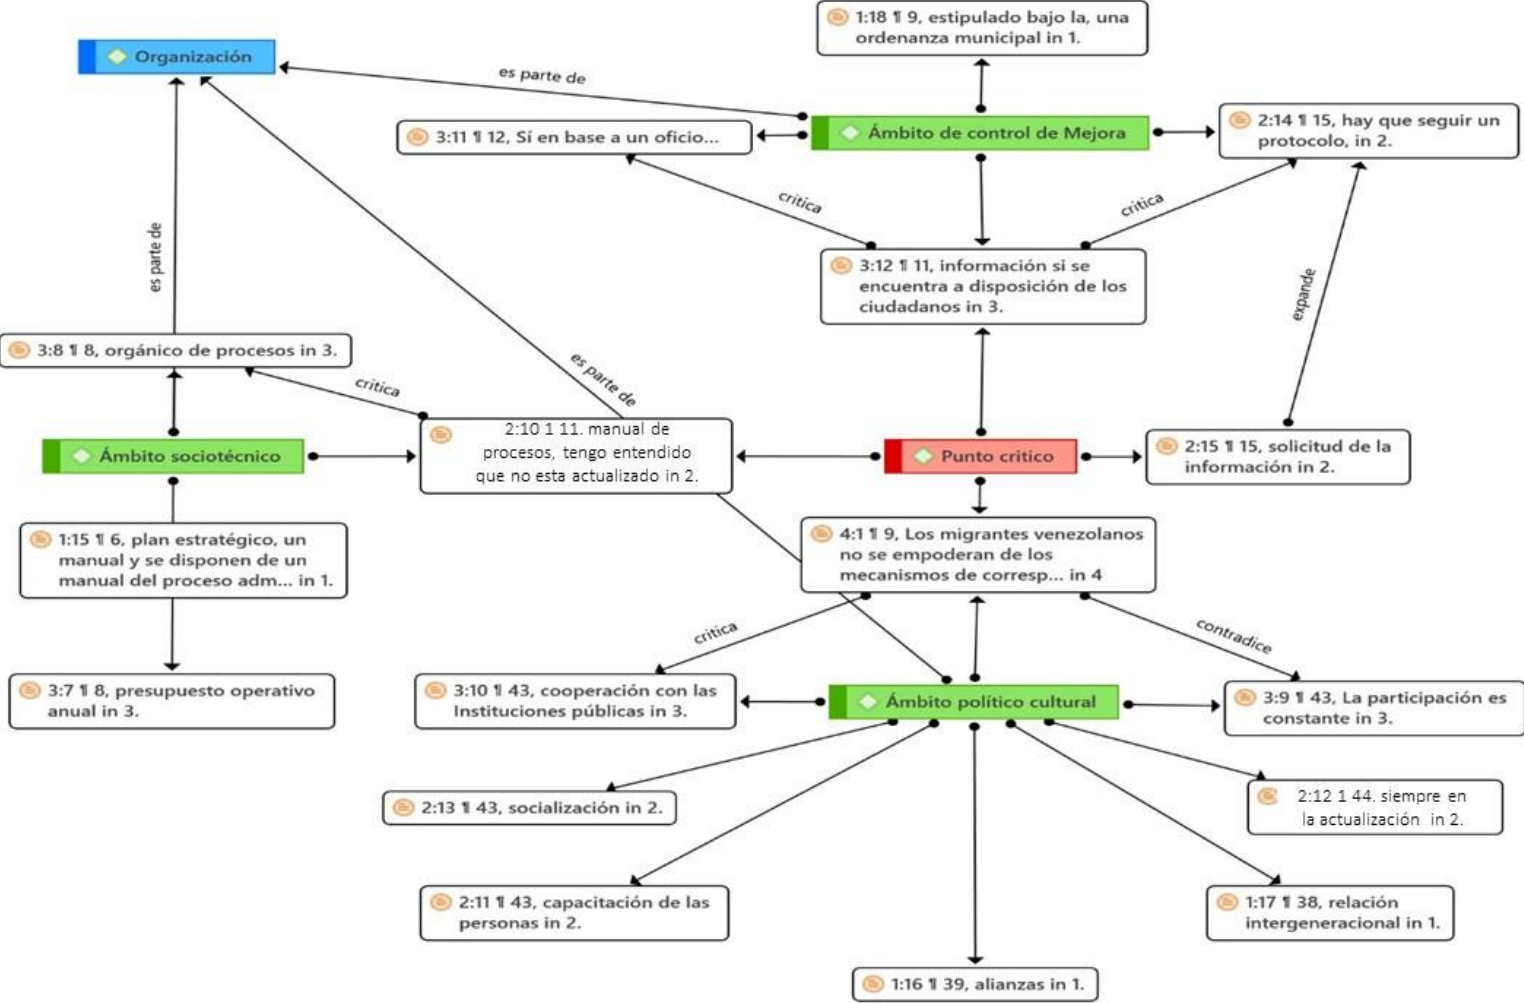 1:18 ¶ 9, estipulado bajo la, una
ordenanza municipal in 1.
Organización
es parte de
3:11 ¶ 12, Sí en base a un oficio...
Ámbito de control de Mejora
2:14 ¶ 15, hay que seguir un
protocolo, in 2.
critica
critica
es parte de
3:12 ¶ 11, información si se
encuentra a disposición de los
ciudadanos in 3.
expande
3:8 ¶ 8, orgánico de procesos in 3.
es parte de
critica
Ámbito sociotécnico
2:10 1 11. manual de
procesos, tengo entendido
que no esta actualizado in 2.
Punto critico
2:15 ¶ 15, solicitud de la
información in 2.
1:15 ¶ 6, plan estratégico, un
manual y se disponen de un
manual del proceso adm... in 1.
4:1 ¶ 9, Los migrantes venezolanos
no se empoderan de los
mecanismos de corresp... in 4
critica
contradice
3:7 ¶ 8, presupuesto operativo
anual in 3.
3:10 ¶ 43, cooperación con las
Instituciones públicas in 3.
Ámbito político cultural
3:9 ¶ 43, La participación es
constante in 3.
2:13 ¶ 43, socialización in 2.
2:12 1 44. siempre en
la actualización in 2.
2:11 ¶ 43, capacitación de las
personas in 2.
1:17 ¶ 38, relación
intergeneracional in 1.
1:16 ¶ 39, alianzas in 1.